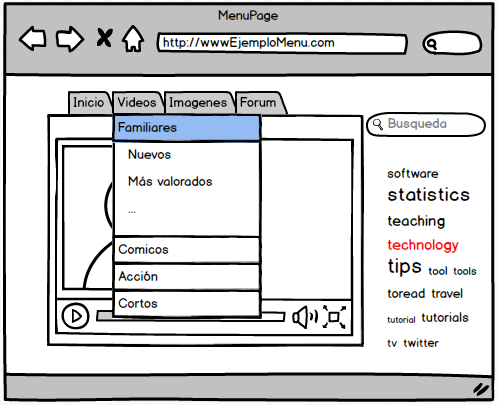 MenuPage
http://wwwEjemploMenu.com
Inicio Videos Imagenes Forum
Familiares
Busqueda
Nuevos
Más valorados
...
Comicos
Acción
Cortos
software
statistics
teaching
technology
tips tool tools
toread travel
tutorial tutorials
tv twitter